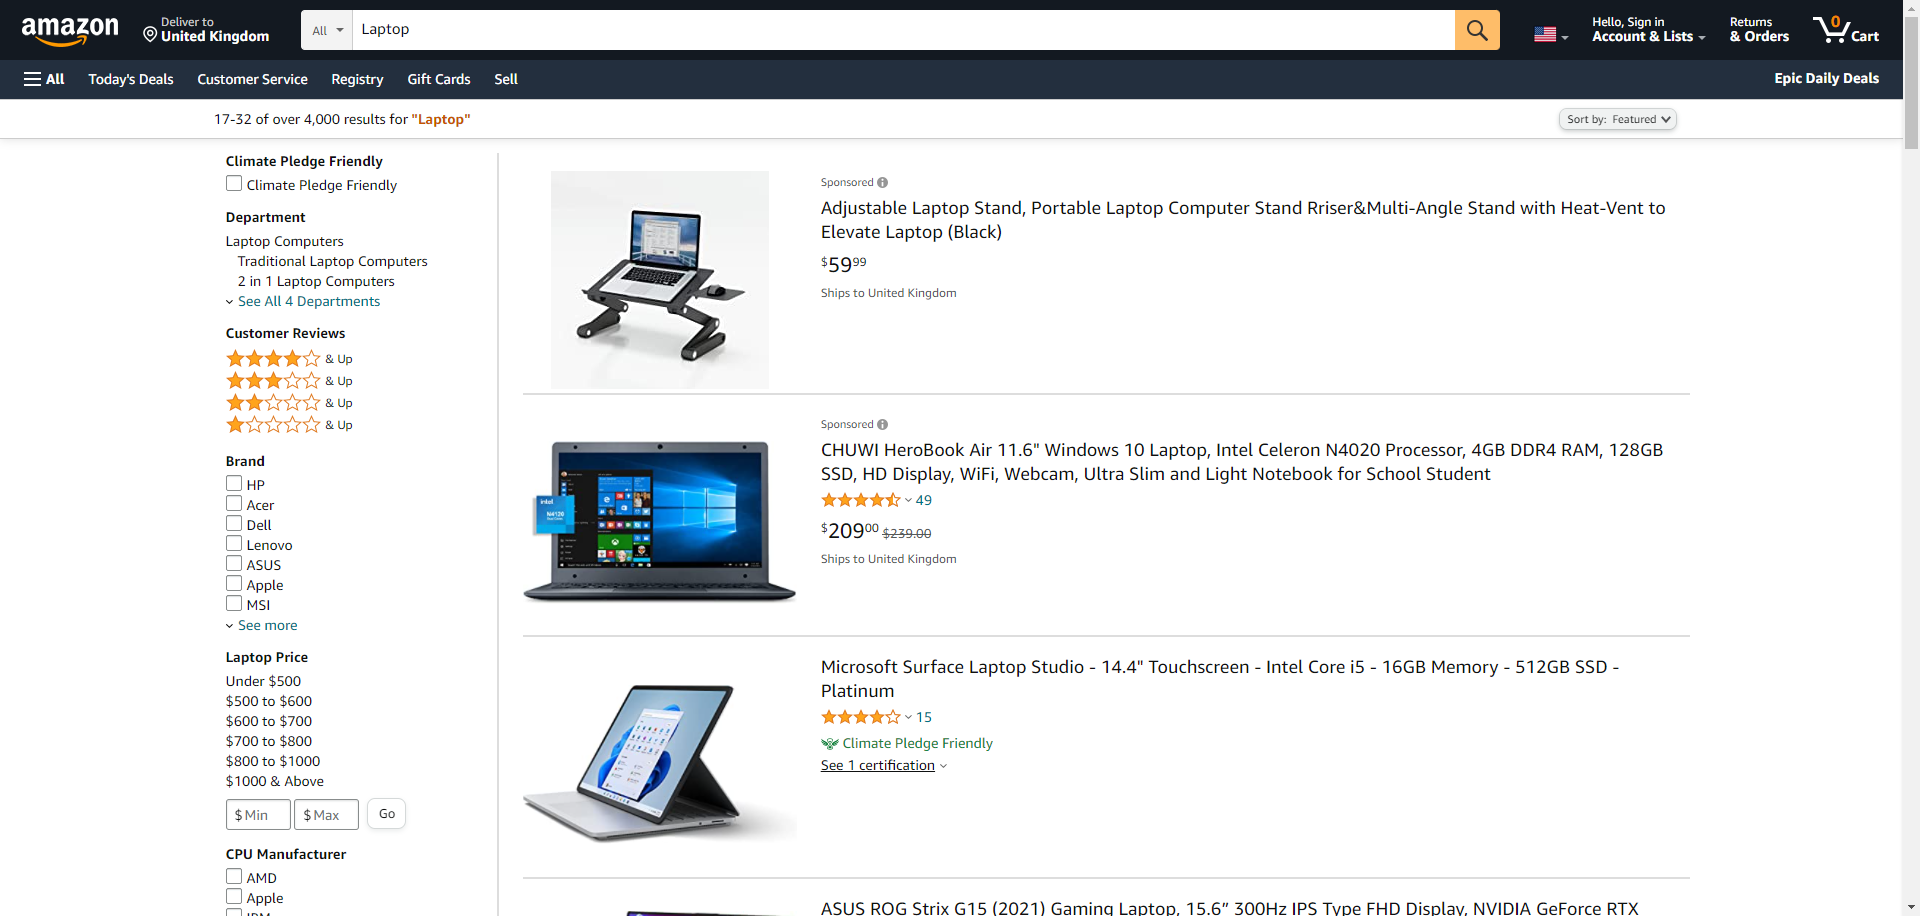 amazon
Deliver to
United Kingdom
All
Laptop
Hello, Sign in
Account & Lists
Returns
& Orders
0
Cart
All
Today's Deals
Customer Service
Registry
Gift Cards
Sell
Epic Daily Deals
17-32 of over 4,000 results for "Laptop"
Sort by: Featured
Climate Pledge Friendly
Climate Pledge Friendly
Department
Laptop Computers
Traditional Laptop Computers
2 in 1 Laptop Computers
See All 4 Departments
Customer Reviews
& Up
& Up
& Up
& Up
Brand
HP
Acer
Dell
Lenovo
ASUS
Apple
MSI
See more
Laptop Price
Under $500
$500 to $600
$600 to $700
$700 to $800
$800 to $1000
$1000 & Above
$ Min
$ Max
Go
CPU Manufacturer
AMD
Apple
IBM
Sponsored
Adjustable Laptop Stand, Portable Laptop Computer Stand Rriser&Multi-Angle Stand with Heat-Vent to
Elevate Laptop (Black)
$5999
Ships to United Kingdom
intel
N4120
Sponsored
CHUWI HeroBook Air 11.6" Windows 10 Laptop, Intel Celeron N4020 Processor, 4GB DDR4 RAM, 128GB
SSD, HD Display, WiFi, Webcam, Ultra Slim and Light Notebook for School Student
49
$20900 $239.00
Ships to United Kingdom
Microsoft Surface Laptop Studio - 14.4" Touchscreen - Intel Core i5 - 16GB Memory - 512GB SSD -
Platinum
15
Climate Pledge Friendly
See 1 certification
ASUS ROG Strix G15 (2021) Gaming Laptop, 15.6” 300Hz IPS Type FHD Display, NVIDIA GeForce RTX